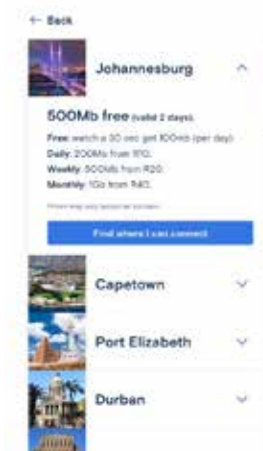 ← Back
Johannesburg
500Mb free (valid 2 days).
Free: watch a 30 sec get 100mb (per day).
Daily: 200Mb from R10.
Weekly: 500Mb from R20.
Monthly: 1Gb from R40.
Find where I can connect
Capetown
Port Elizabeth
Durban